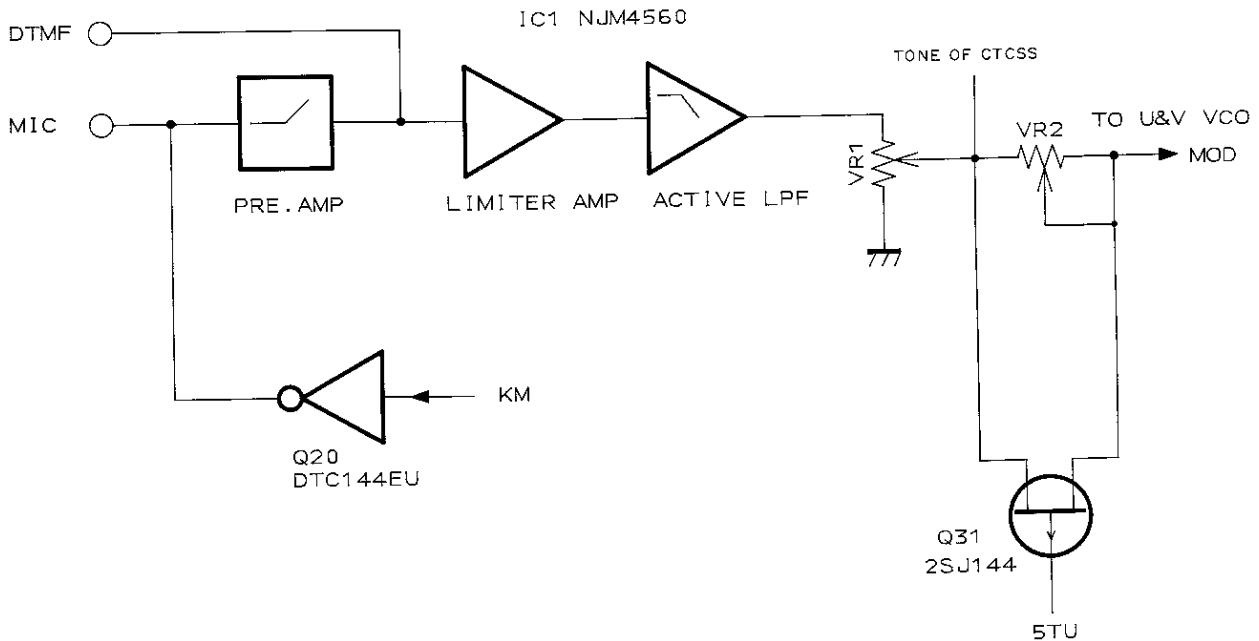 IC1 NJM4560
DTMF
TONE OF CTCSS
MIC
VR2
TO U&V VCO
MOD
VR1
PRE.AMP
LIMITER AMP
ACTIVE LPF
KM
Q20
DTC144EU
Q31
2SJ144
5TU